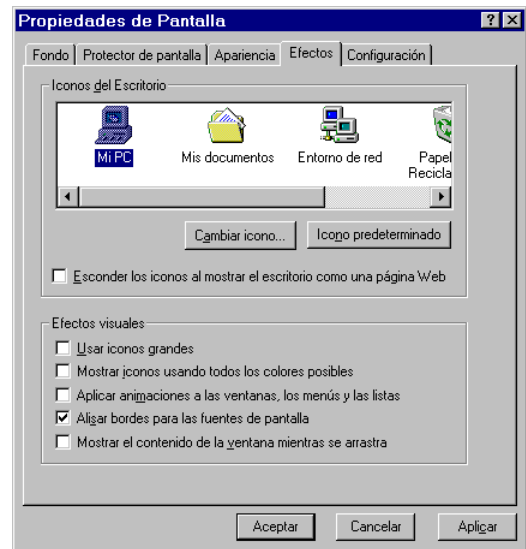 Propiedades de Pantalla
Fondo Protector de pantalla Apariencia Efectos Configuración
Iconos del Escritorio
Mi PC Mis documentos Entorno de red Papel
Recicla
Cambiar icono... Icono predeterminado
Esconder los iconos al mostrar el escritorio como una página Web
Efectos visuales
Usar iconos grandes
Mostrar iconos usando todos los colores posibles
Aplicar animaciones a las ventanas, los menús y las listas
Alisar bordes para las fuentes de pantalla
Mostrar el contenido de la ventana mientras se arrastra
Aceptar Cancelar Aplicar